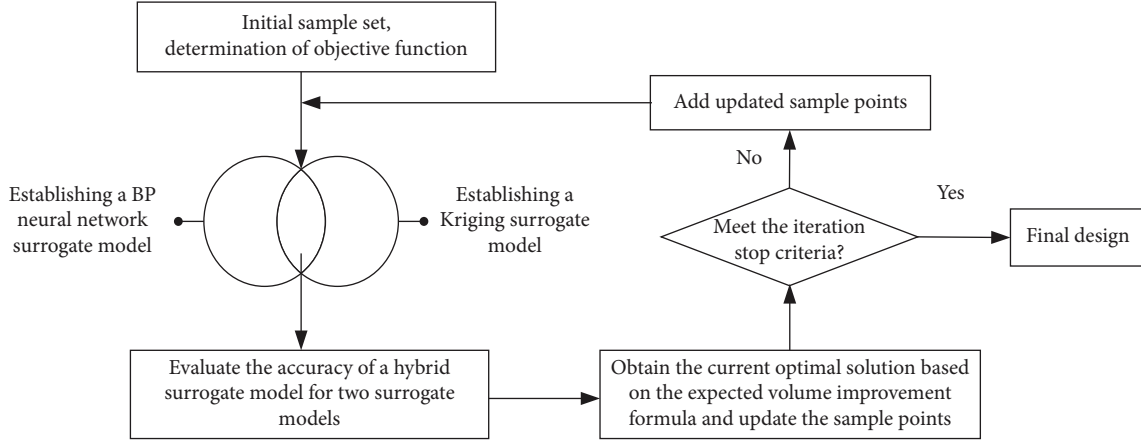 Initial sample set,
determination of objective function
Add updated sample points
No
Yes
Establishing a BP
neural network
surrogate model
Establishing a
Kriging surrogate
model
Meet the iteration
stop criteria?
Final design
Evaluate the accuracy of a hybrid
surrogate model for two surrogate
models
Obtain the current optimal solution based
on the expected volume improvement
formula and update the sample points